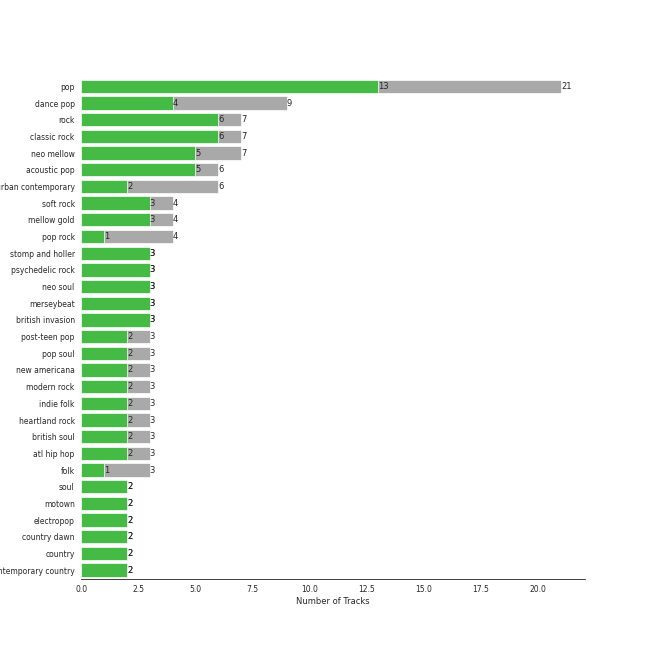 pop 13 21
dance pop 4 9
rock 6 7
classic rock 6 7
neo mellow 5 7
acoustic pop 5 6
rban contemporary 2 6
soft rock 3 4
mellow gold 3 4
pop rock 1 4
stomp and holler 3
psychedelic rock 3
neo soul 3
merseybeat 3
british invasion 3
post-teen pop 2 3
pop soul 2 3
new americana 2 3
modern rock 2 3
indie folk 2 3
heartland rock 2 3
british soul 2 3
atl hip hop 2 3
folk 1 3
soul 2
motown 2
electropop 2
country dawn 2
country 2
ntemporary country 2
0.0 2.5 5.0 7.5 10.0 12.5 15.0 17.5 20.0
Number of Tracks